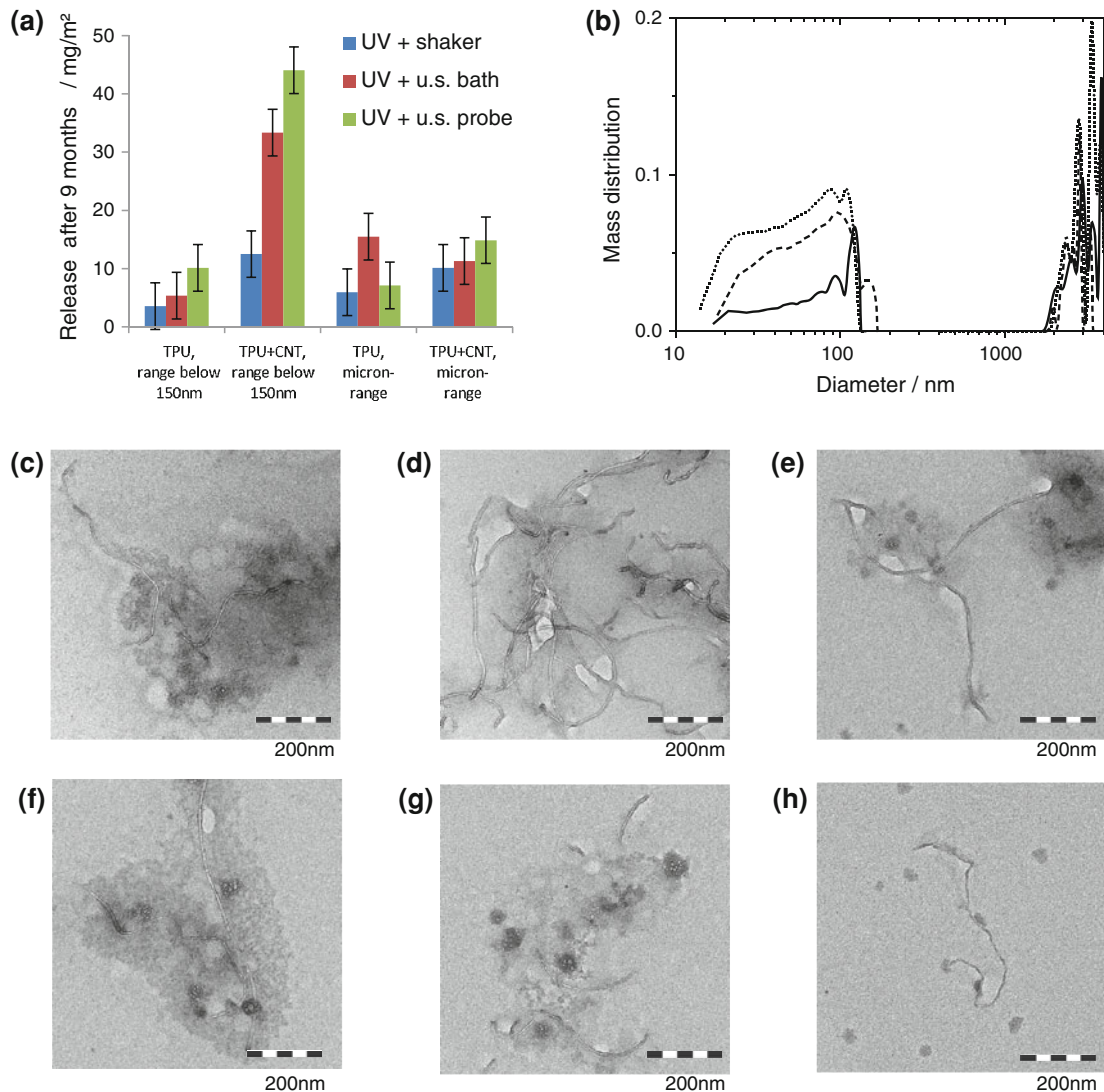 (a)
Release after 9 months / mg/m²
50
40
30
20
10
0
UV + shaker
UV + u.s. bath
UV + u.s. probe
TPU,
range below
150nm
TPU+CNT,
range below
150nm
TPU,
micron-
range
TPU+CNT,
micron-
range
(b)
Mass distribution
0.2
0.1
0.0
10
100
1000
Diameter / nm
(c)
200nm
(d)
200nm
(e)
200nm
(f)
200nm
(g)
200nm
(h)
200nm